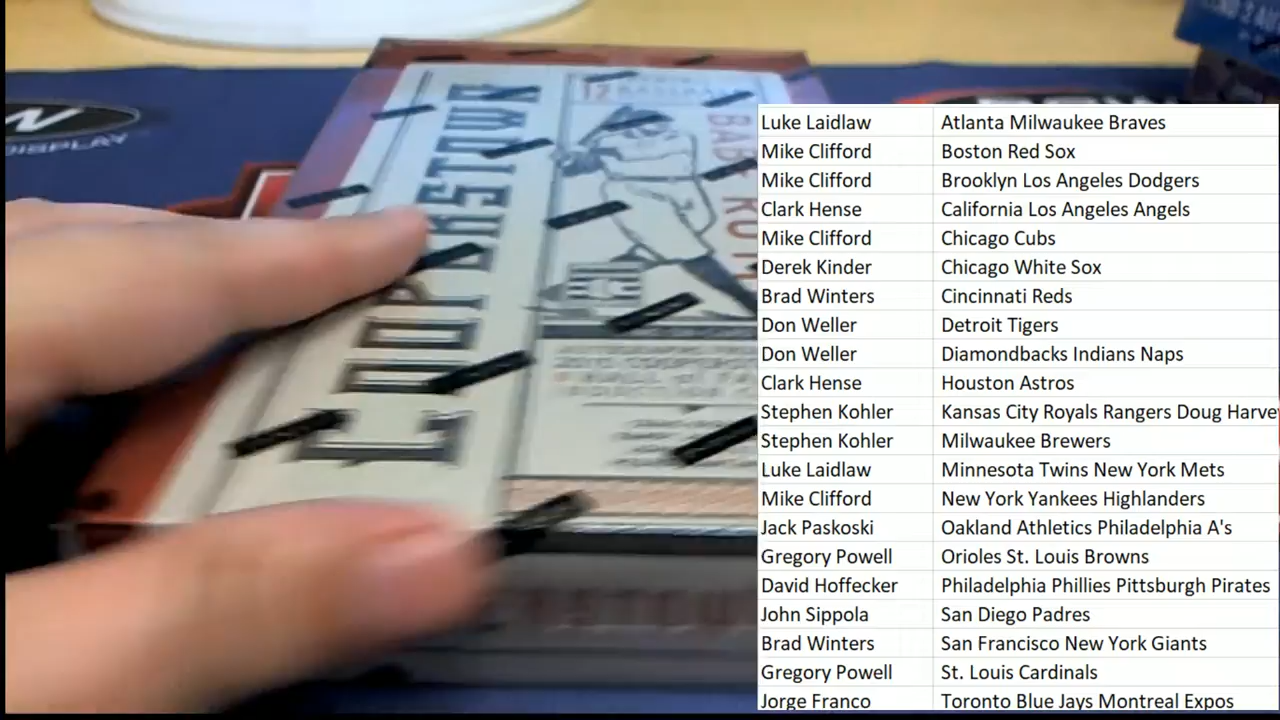 W
DISPLAY
COOPERSTOWN
BABE RUTH
Luke Laidlaw Atlanta Milwaukee Braves
Mike Clifford Boston Red Sox
Mike Clifford Brooklyn Los Angeles Dodgers
Clark Hense California Los Angeles Angels
Mike Clifford Chicago Cubs
Derek Kinder Chicago White Sox
Brad Winters Cincinnati Reds
Don Weller Detroit Tigers
Don Weller Diamondbacks Indians Naps
Clark Hense Houston Astros
Stephen Kohler Kansas City Royals Rangers Doug Harve
Stephen Kohler Milwaukee Brewers
Luke Laidlaw Minnesota Twins New York Mets
Mike Clifford New York Yankees Highlanders
Jack Paskoski Oakland Athletics Philadelphia A's
Gregory Powell Orioles St. Louis Browns
David Hoffecker Philadelphia Phillies Pittsburgh Pirates
John Sippola San Diego Padres
Brad Winters San Francisco New York Giants
Gregory Powell St. Louis Cardinals
Jorge Franco Toronto Blue Jays Montreal Expos